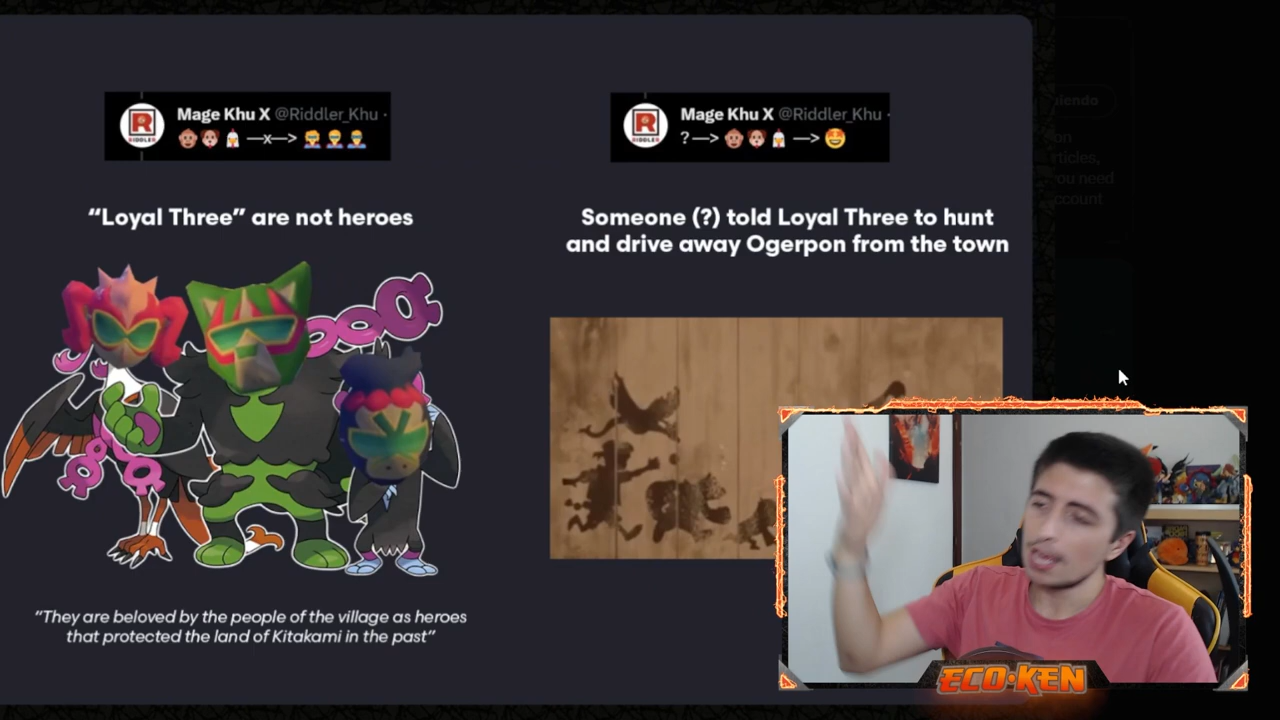 Mage Khu X @Riddler_Khu ·
—x—>
“Loyal Three” are not heroes
“They are beloved by the people of the village as heroes
that protected the land of Kitakami in the past”
Mage Khu X @Riddler_Khu ·
? —> —>
Someone (?) told Loyal Three to hunt
and drive away Ogerpon from the town
ECO·KEN